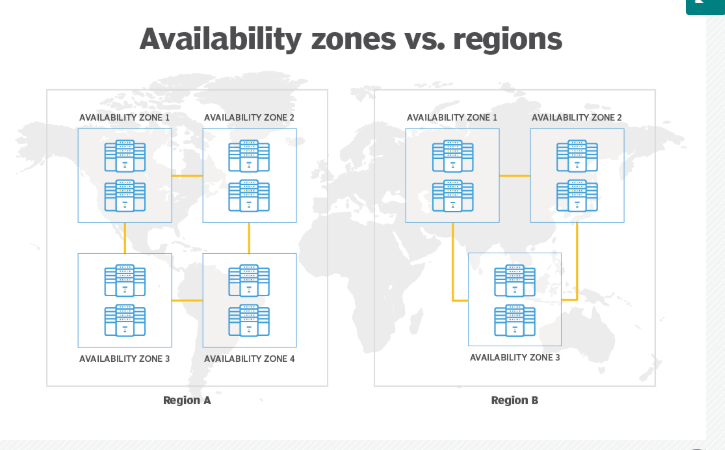 Availability zones vs. regions
AVAILABILITY ZONE 1
AVAILABILITY ZONE 2
AVAILABILITY ZONE 3
AVAILABILITY ZONE 4
Region A
AVAILABILITY ZONE 1
AVAILABILITY ZONE 2
AVAILABILITY ZONE 3
Region B